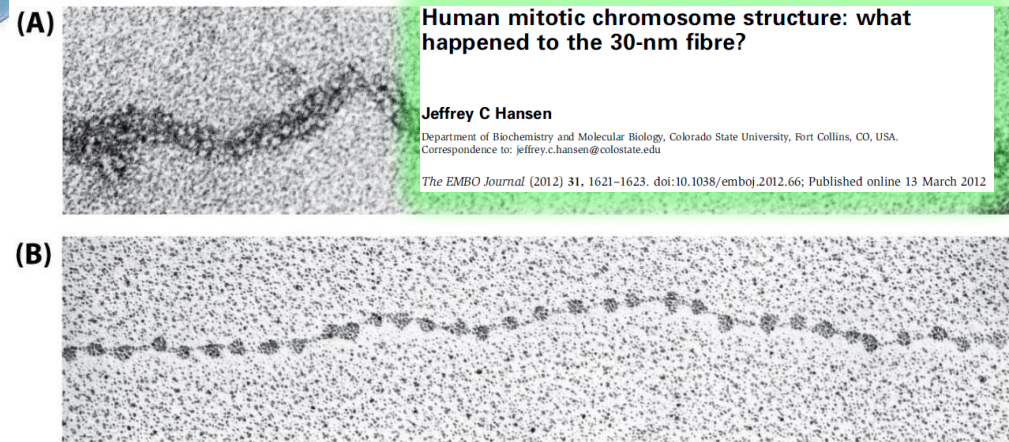 (A)
Human mitotic chromosome structure: what
happened to the 30-nm fibre?
Jeffrey C Hansen
Department of Biochemistry and Molecular Biology, Colorado State University, Fort Collins, CO, USA.
Correspondence to: jeffrey.c.hansen@colostate.edu
The EMBO Journal (2012) 31, 1621–1623. doi:10.1038/emboj.2012.66; Published online 13 March 2012
(B)